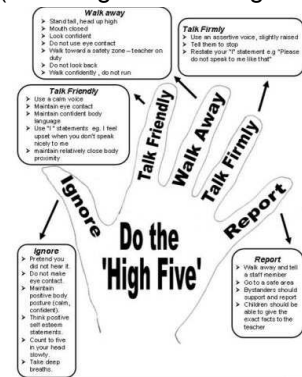 Walk away
➤ Stand tall, head up high
➤ Mouth closed
➤ Look confident
➤ Do not use eye contact
➤ Walk toward a safety zone – teacher on
duty
➤ Do not look back
➤ Walk confidently, do not run
Talk Firmly
➤ Use an assertive voice, slightly raised
➤ Tell them to stop
➤ Restate your "I" statement e.g "Please
do not speak to me like that"
Talk Friendly
➤ Use a calm voice
➤ Maintain eye contact
➤ Maintain confident body
language
➤ Use "I" statements eg. I feel
upset when you don't speak
nicely to me
➤ maintain relatively close body
proximity
Ignore
Talk Friendly
Walk Away
Talk Firmly
Report
Do the
'High Five'
Ignore
➤ Pretend you
did not hear it.
➤ Do not make
eye contact.
➤ Maintain
positive body
posture (calm,
confident).
➤ Think positive
self esteem
statements.
➤ Count to five
in your head
slowly.
➤ Take deep
breaths.
Report
➤ Walk away and tell
a staff member
➤ Go to a safe area
➤ Bystanders should
support and report
➤ Children should be
able to give the
exact facts to the
teacher